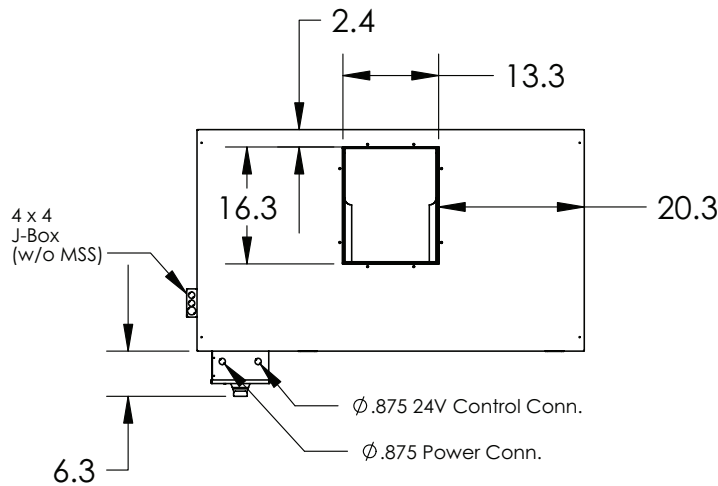 2.4
13.3
16.3
20.3
4 x 4
J-Box
(w/o MSS)
Ø.875 24V Control Conn.
Ø.875 Power Conn.
6.3